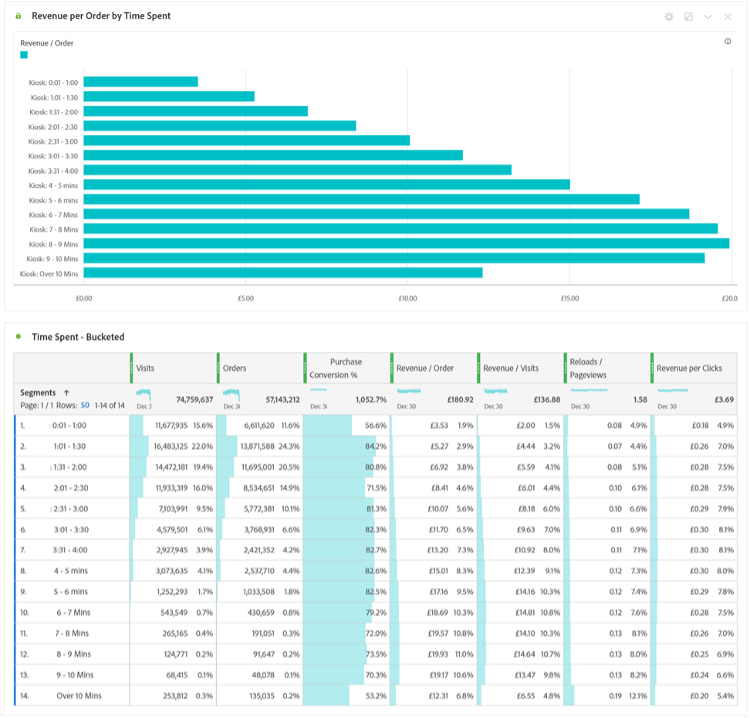 Revenue per Order by Time Spent
Revenue / Order
Kiosk: 0:01 - 1:00
Kiosk: 1:01 - 1:30
Kiosk: 1:31 - 2:00
Kiosk: 2:01 - 2:30
Kiosk: 2:31 - 3:00
Kiosk: 3:01 - 3:30
Kiosk: 3:31 - 4:00
Kiosk: 4 - 5 mins
Kiosk: 5 - 6 mins
Kiosk: 6 - 7 Mins
Kiosk: 7 - 8 Mins
Kiosk: 8 - 9 Mins
Kiosk: 9 - 10 Mins
Kiosk: Over 10 Mins
£0.00 £5.00 £10.00 £15.00 £20.0
Time Spent - Bucketed
Visits Orders Purchase Conversion % Revenue / Order Revenue / Visits Reloads / Pageviews Revenue per Clicks
Segments ↑
Page: 1 / 1 Rows: 50 1-14 of 14
Dec 3 74,759,637 Dec 30 57,143,212 Dec 30 1,052.7% Dec 30 £180.92 Dec 30 £136.88 Dec 30 1.58 Dec 30 £3.69
1. : 0:01 - 1:00 11,677,935 15.6% 6,611,620 11.6% 56.6% £3.53 1.9% £2.00 1.5% 0.08 4.9% £0.18 4.9%
2. 1:01 - 1:30 16,483,125 22.0% 13,871,588 24.3% 84.2% £5.27 2.9% £4.44 3.2% 0.07 4.4% £0.26 7.0%
3. : 1:31 - 2:00 14,472,181 19.4% 11,695,001 20.5% 80.8% £6.92 3.8% £5.59 4.1% 0.08 5.1% £0.28 7.5%
4. 2:01 - 2:30 11,933,319 16.0% 8,534,651 14.9% 71.5% £8.41 4.6% £6.01 4.4% 0.10 6.1% £0.28 7.5%
5. : 2:31 - 3:00 7,103,991 9.5% 5,772,381 10.1% 81.3% £10.07 5.6% £8.18 6.0% 0.10 6.6% £0.29 7.9%
6. 3:01 - 3:30 4,579,501 6.1% 3,768,931 6.6% 82.3% £11.70 6.5% £9.63 7.0% 0.11 6.9% £0.30 8.1%
7. 3:31 - 4:00 2,927,945 3.9% 2,421,352 4.2% 82.7% £13.20 7.3% £10.92 8.0% 0.11 7.1% £0.30 8.1%
8. 4 - 5 mins 3,073,635 4.1% 2,537,710 4.4% 82.6% £15.01 8.3% £12.39 9.1% 0.12 7.3% £0.30 8.0%
9. 5 - 6 mins 1,252,293 1.7% 1,033,508 1.8% 82.5% £17.16 9.5% £14.16 10.3% 0.12 7.4% £0.29 7.8%
10. 6 - 7 Mins 543,549 0.7% 430,659 0.8% 79.2% £18.69 10.3% £14.81 10.8% 0.12 7.6% £0.28 7.5%
11. 7 - 8 Mins 265,165 0.4% 191,051 0.3% 72.0% £19.57 10.8% £14.10 10.3% 0.13 8.1% £0.26 7.0%
12. 8 - 9 Mins 124,771 0.2% 91,647 0.2% 73.5% £19.93 11.0% £14.64 10.7% 0.13 8.0% £0.25 6.9%
13. 9 - 10 Mins 68,415 0.1% 48,078 0.1% 70.3% £19.17 10.6% £13.47 9.8% 0.13 8.2% £0.24 6.6%
14. Over 10 Mins 253,812 0.3% 135,035 0.2% 53.2% £12.31 6.8% £6.55 4.8% 0.19 12.1% £0.20 5.4%